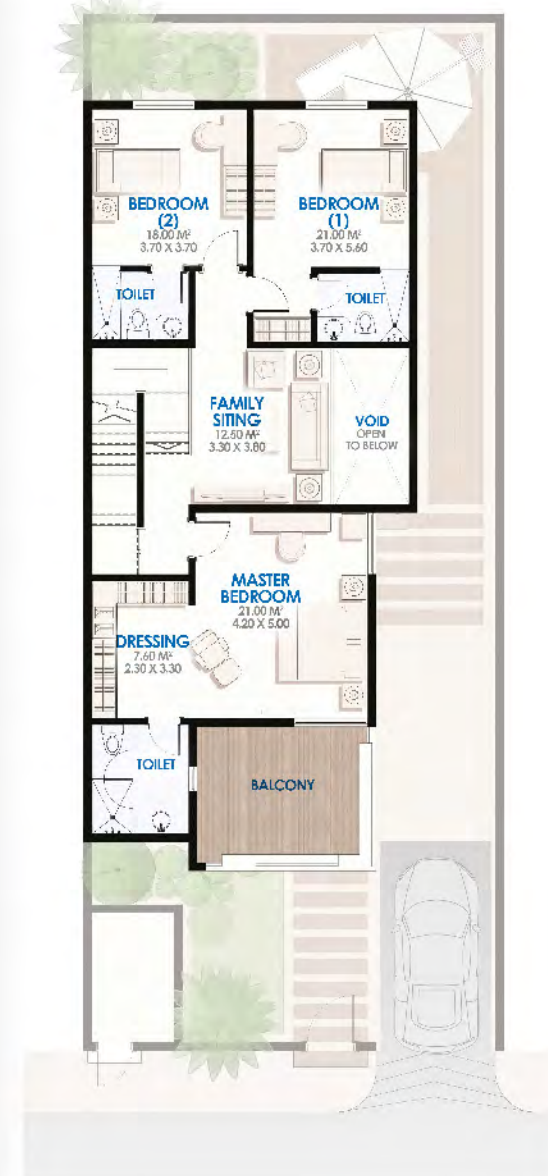 BEDROOM
(2)
18.00 M²
3.70 X 3.70
BEDROOM
(1)
21.00 M²
3.70 X 5.60
TOILET
TOILET
FAMILY
SITING
12.50 M²
3.30 X 3.80
VOID
OPEN
TO BELOW
MASTER
BEDROOM
21.00 M²
4.20 X 5.00
DRESSING
7.60 M²
2.30 X 3.30
TOILET
BALCONY